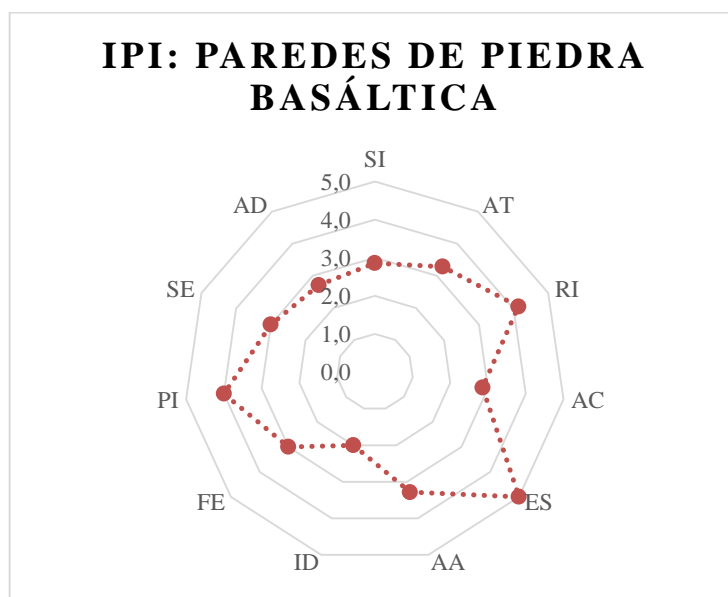 IPI: PAREDES DE PIEDRA
BASÁLTICA
SI
5,0
AD
AT
4,0
3,0
SE
RI
2,0
1,0
0,0
PI
AC
FE
ES
ID
AA